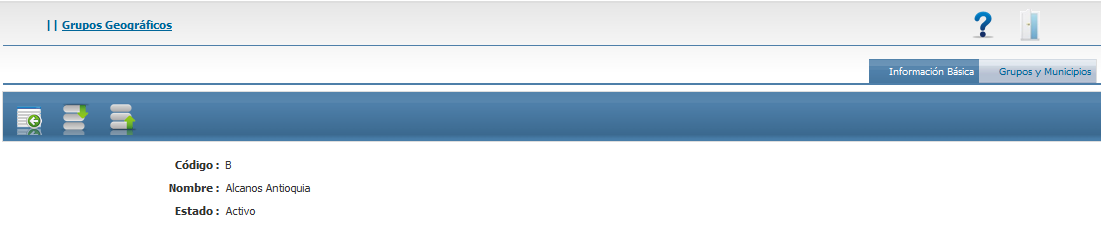 || Grupos Geográficos
Información Básica Grupos y Municipios
Código : B
Nombre : Alcanos Antioquia
Estado : Activo